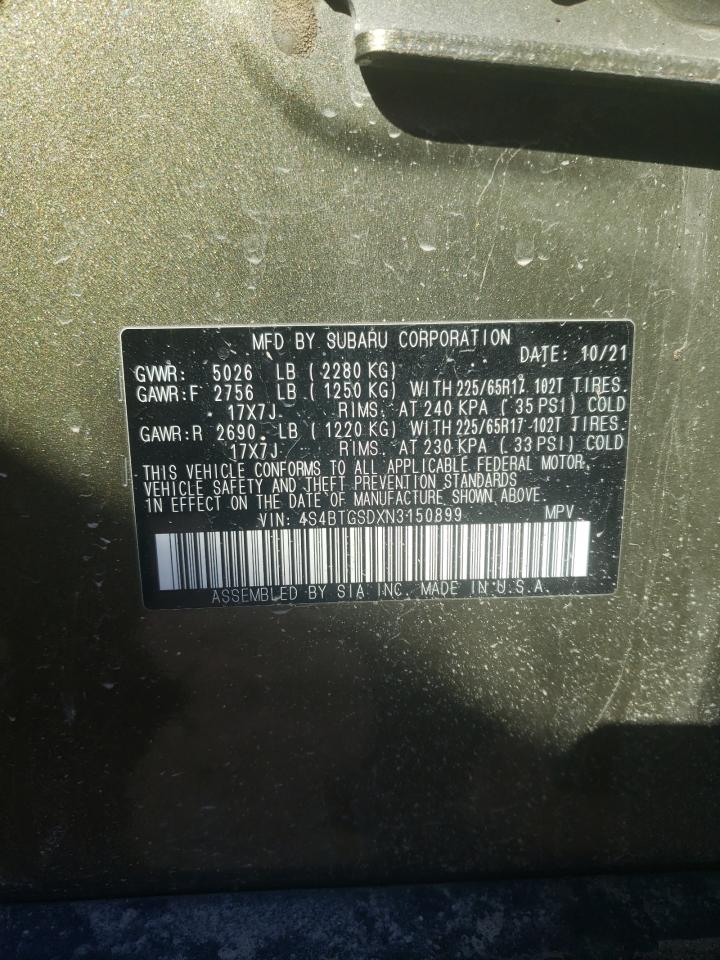 MFD BY SUBARU CORPORATION
DATE: 10/21
GVWR: 5026 LB ( 2280 KG)
GAWR:F 2756 LB ( 1250 KG) WITH 225/65R17 102T TIRES.
17X7J RIMS. AT 240 KPA ( 35 PSI) COLD
GAWR:R 2690 LB ( 1220 KG) WITH 225/65R17 102T TIRES.
17X7J RIMS. AT 230 KPA ( 33 PSI) COLD
THIS VEHICLE CONFORMS TO ALL APPLICABLE FEDERAL MOTOR
VEHICLE SAFETY AND THEFT PREVENTION STANDARDS
IN EFFECT ON THE DATE OF MANUFACTURE SHOWN ABOVE.
VIN: 4S4BTGSDXN3150899 MPV
ASSEMBLED BY SIA INC. MADE IN U.S.A.